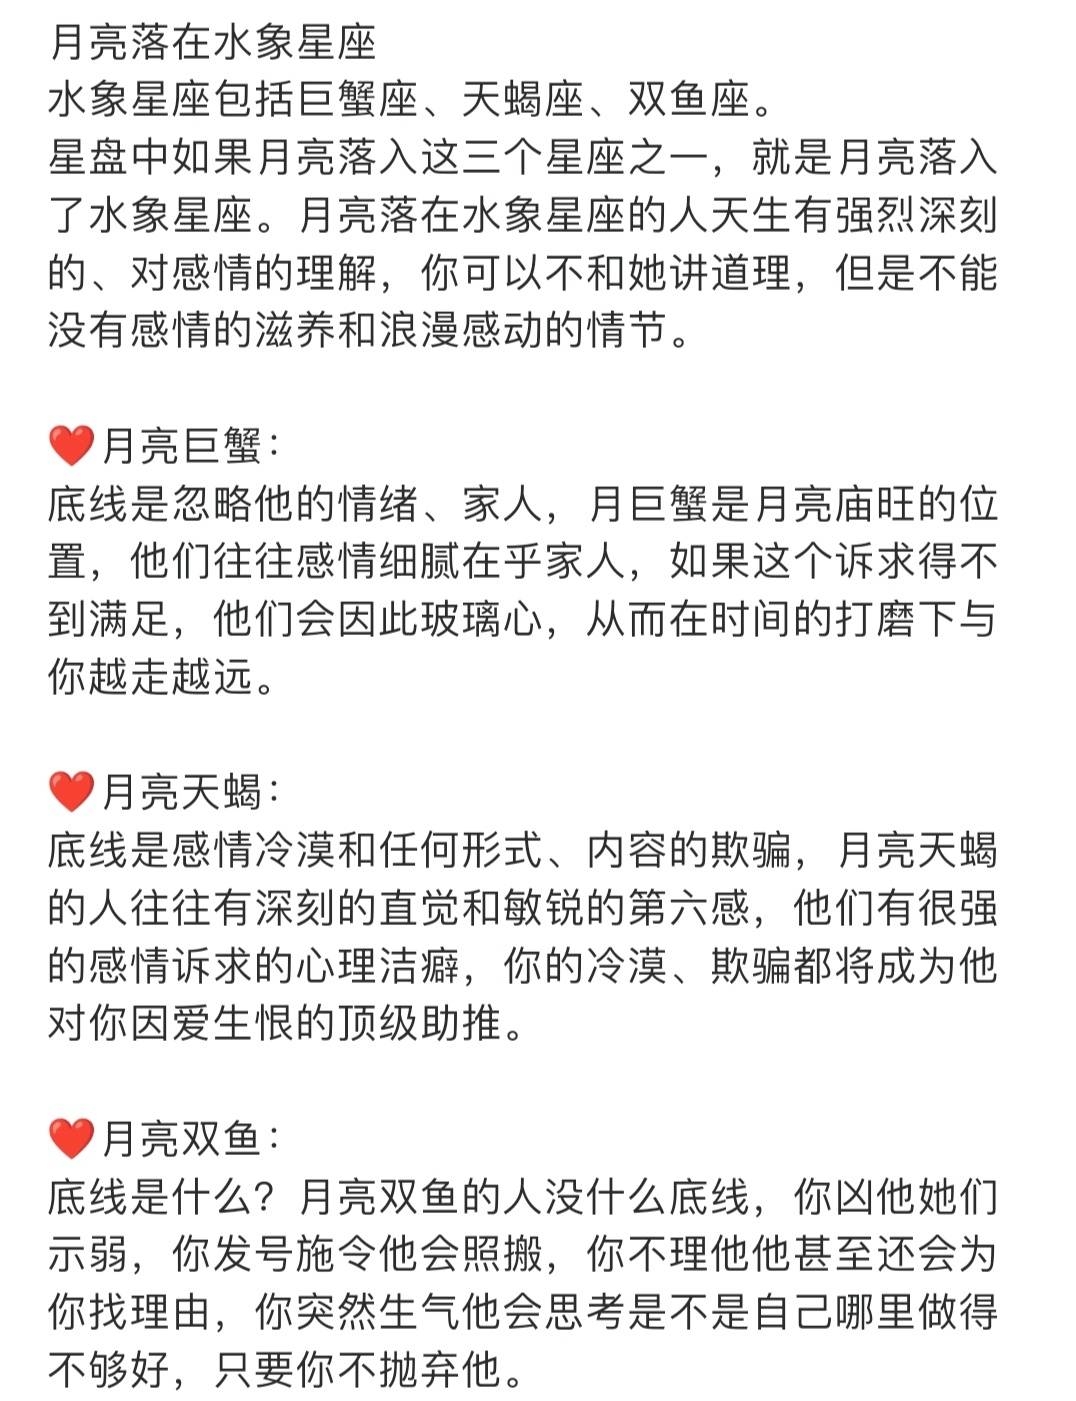 月亮落在水象星座
水象星座包括巨蟹座、天蝎座、双鱼座。
星盘中如果月亮落入这三个星座之一，就是月亮落入
了水象星座。月亮落在水象星座的人天生有强烈深刻
的、对感情的理解，你可以不和她讲道理，但是不能
没有感情的滋养和浪漫感动的情节。
❤️月亮巨蟹：
底线是忽略他的情绪、家人，月巨蟹是月亮庙旺的位
置，他们往往感情细腻在乎家人，如果这个诉求得不
到满足，他们会因此玻璃心，从而在时间的打磨下与
你越走越远。
❤️月亮天蝎：
底线是感情冷漠和任何形式、内容的欺骗，月亮天蝎
的人往往有深刻的直觉和敏锐的第六感，他们有很强
的感情诉求的心理洁癖，你的冷漠、欺骗都将成为他
对你因爱生恨的顶级助推。
❤️月亮双鱼：
底线是什么？月亮双鱼的人没什么底线，你凶他她们
示弱，你发号施令他会照搬，你不理他他甚至还会为
你找理由，你突然生气他会思考是不是自己哪里做得
不够好，只要你不抛弃他。